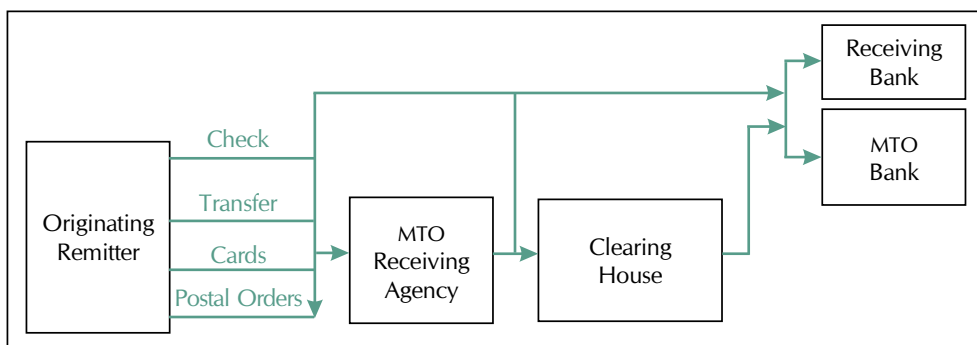 Originating
Remitter
Check
Transfer
Cards
Postal Orders
MTO
Receiving
Agency
Clearing
House
Receiving
Bank
MTO
Bank